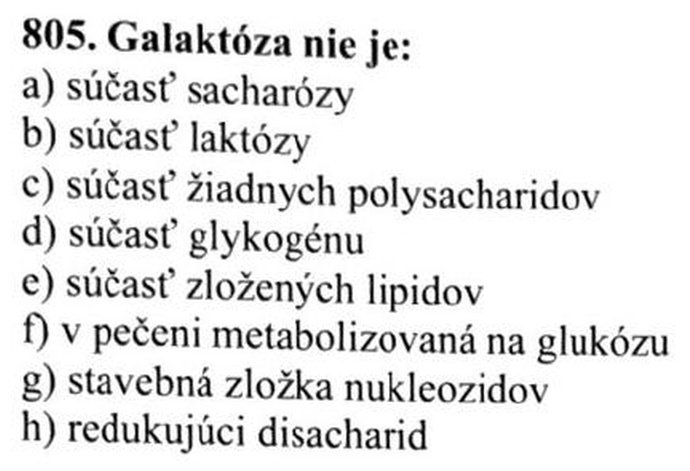 805. Galaktóza nie je:
a) súčasť sacharózy
b) súčasť laktózy
c) súčasť žiadnych polysacharidov
d) súčasť glykogénu
e) súčasť zložených lipidov
f) v pečeni metabolizovaná na glukózu
g) stavebná zložka nukleozidov
h) redukujúci disacharid